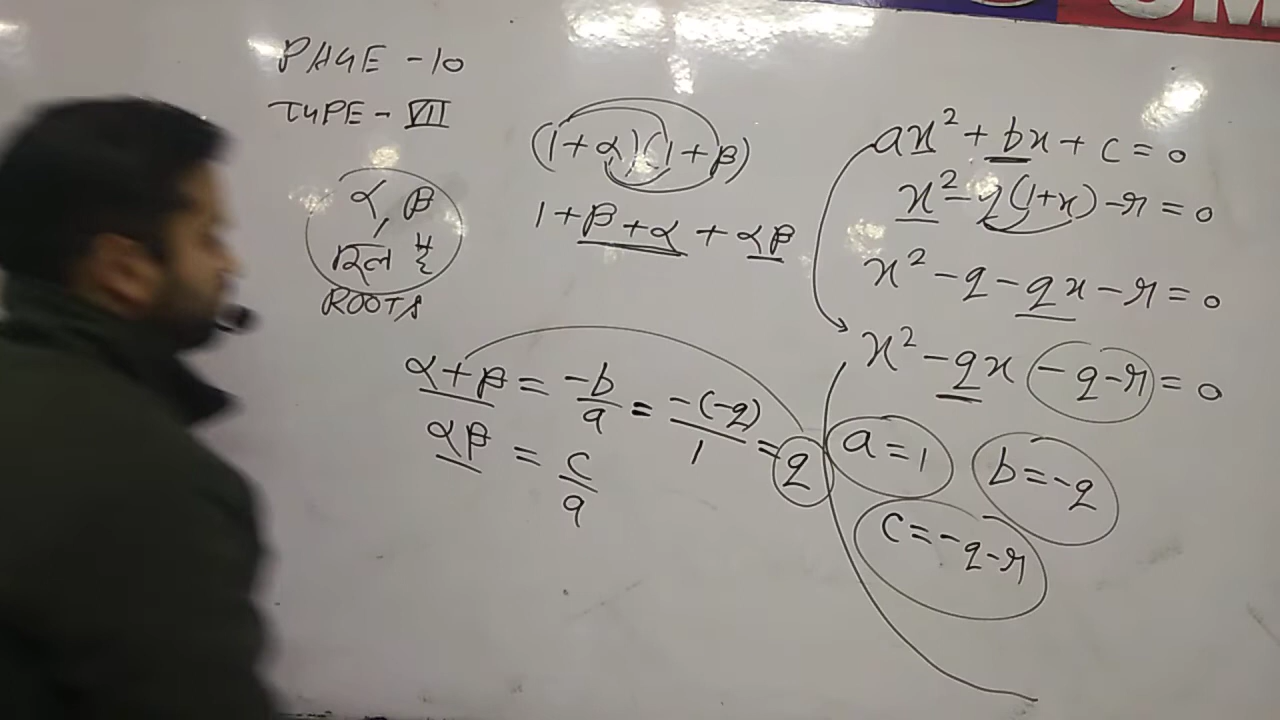 PAGE - 10
TYPE - VII
α, β
हल हैं
ROOTS
(1+α)(1+β)
1+β+α+αβ
α+β = -b/a = -(-q)/1 = q
αβ = c/a
ax² + bx + c = 0
x² - q(1+x) - r = 0
x² - q - qx - r = 0
x² - qx - q - r = 0
a = 1
b = -q
c = -q - r